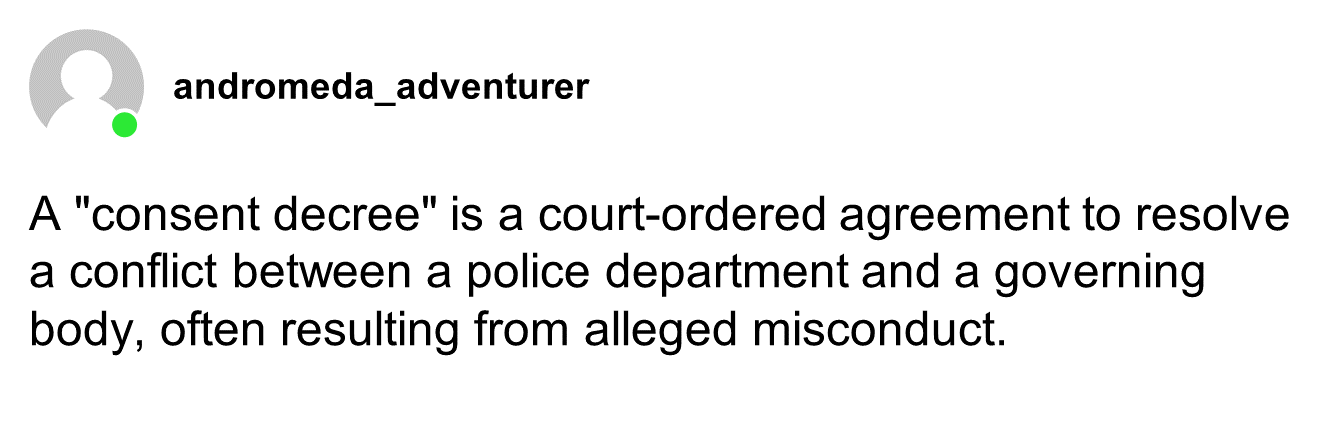 andromeda_adventurer
A "consent decree" is a court-ordered agreement to resolve
a conflict between a police department and a governing
body, often resulting from alleged misconduct.